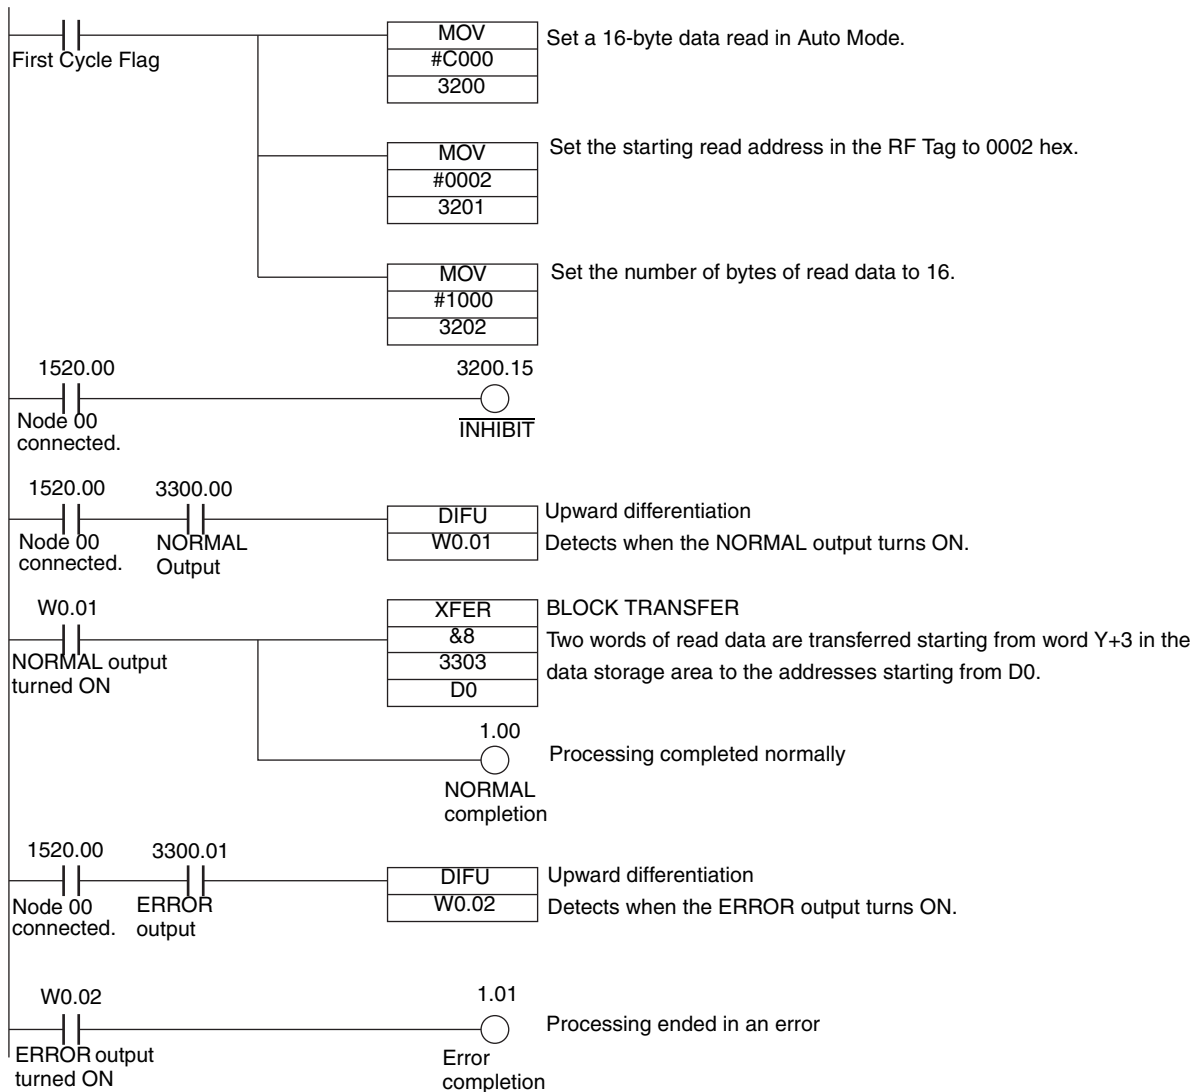 MOV
Set a 16-byte data read in Auto Mode.
First Cycle Flag
#C000
3200
MOV
Set the starting read address in the RF Tag to 0002 hex.
#0002
3201
MOV
Set the number of bytes of read data to 16.
#1000
3202
1520.00
3200.15
Node 00
connected.
INHIBIT
1520.00
3300.00
DIFU
Upward differentiation
Node 00
connected.
NORMAL
Output
W0.01
Detects when the NORMAL output turns ON.
W0.01
XFER
BLOCK TRANSFER
&8
Two words of read data are transferred starting from word Y+3 in the
NORMAL output
turned ON
3303
data storage area to the addresses starting from D0.
D0
1.00
Processing completed normally
NORMAL
completion
1520.00
3300.01
DIFU
Upward differentiation
Node 00
connected.
ERROR
output
W0.02
Detects when the ERROR output turns ON.
W0.02
1.01
Processing ended in an error
ERROR output
turned ON
Error
completion